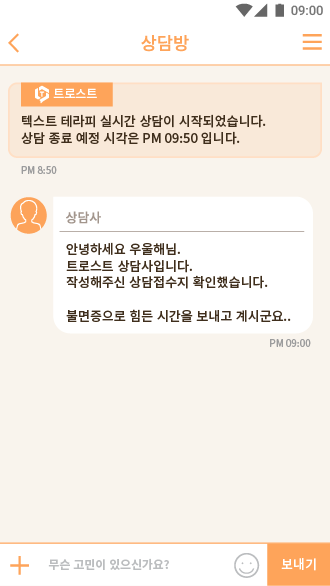 09:00
상담방
트로스트
텍스트 테라피 실시간 상담이 시작되었습니다.
상담 종료 예정 시각은 PM 09:50 입니다.
PM 8:50
상담사
안녕하세요 우울해님.
트로스트 상담사입니다.
작성해주신 상담접수지 확인했습니다.
불면증으로 힘든 시간을 보내고 계시군요..
PM 09:00
무슨 고민이 있으신가요?
보내기